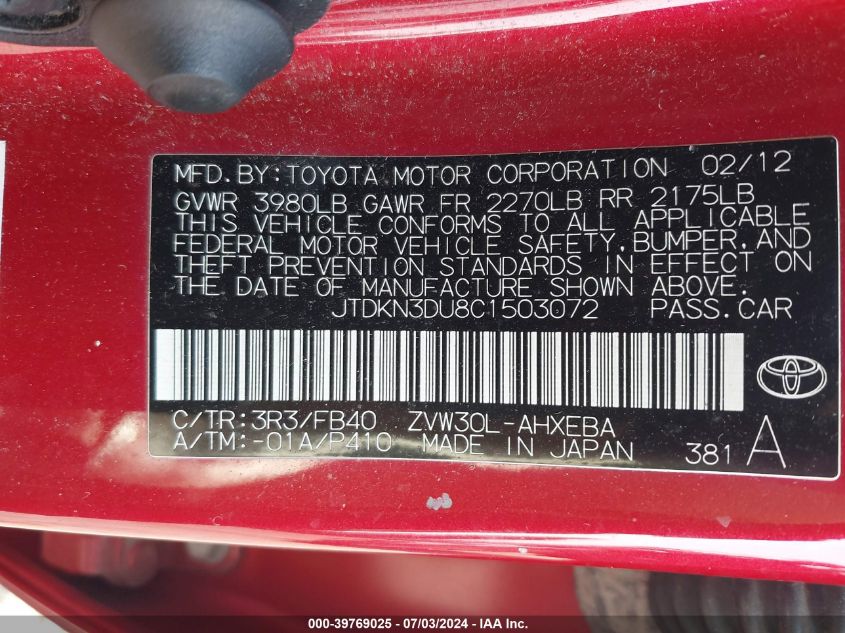 MFD.BY:TOYOTA MOTOR CORPORATION 02/12
GVWR 3980LB GAWR FR 2270LB RR 2175LB
THIS VEHICLE CONFORMS TO ALL APPLICABLE
FEDERAL MOTOR VEHICLE SAFETY,BUMPER,AND
THEFT PREVENTION STANDARDS IN EFFECT ON
THE DATE OF MANUFACTURE SHOWN ABOVE.
JTDKN3DU8C1503072 PASS.CAR
C/TR:3R3/FB40 ZVW30L-AHXEBA
A/TM:-01A/P410 MADE IN JAPAN 381 A
000-39769025 - 07/03/2024 - IAA Inc.